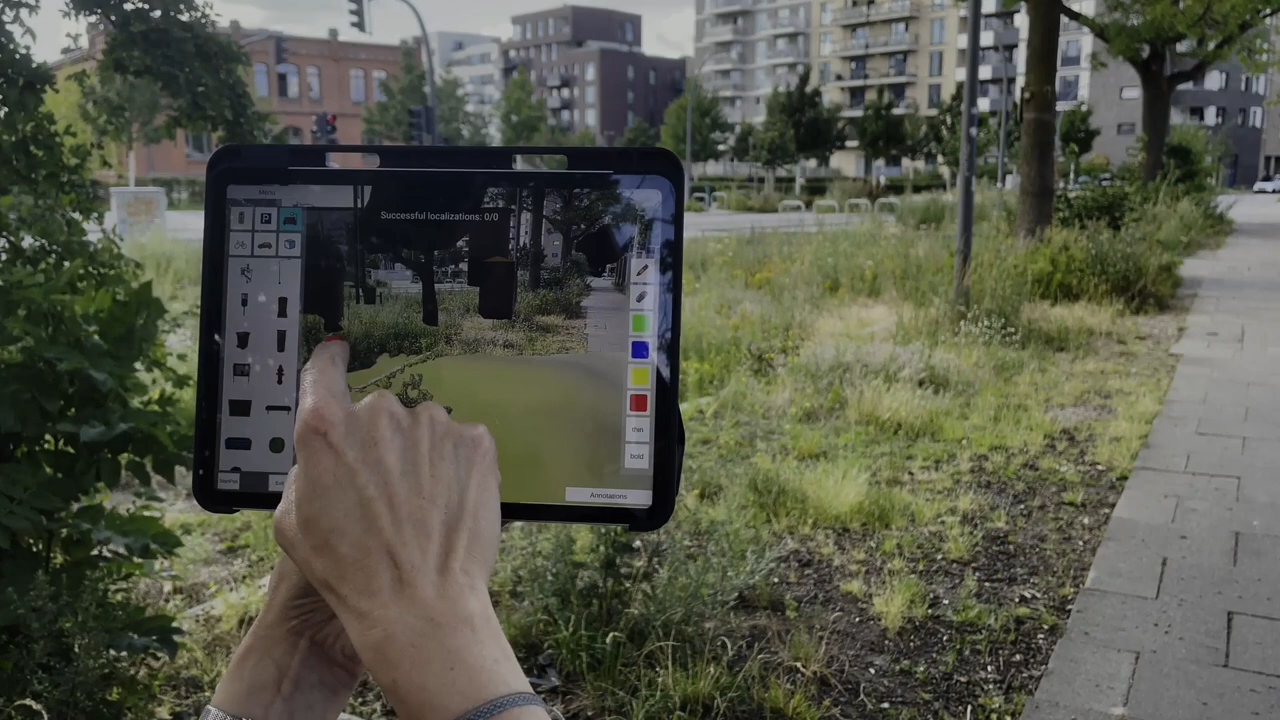 Menu
Successful localizations: 0/0
P
thin
bold
Annotations